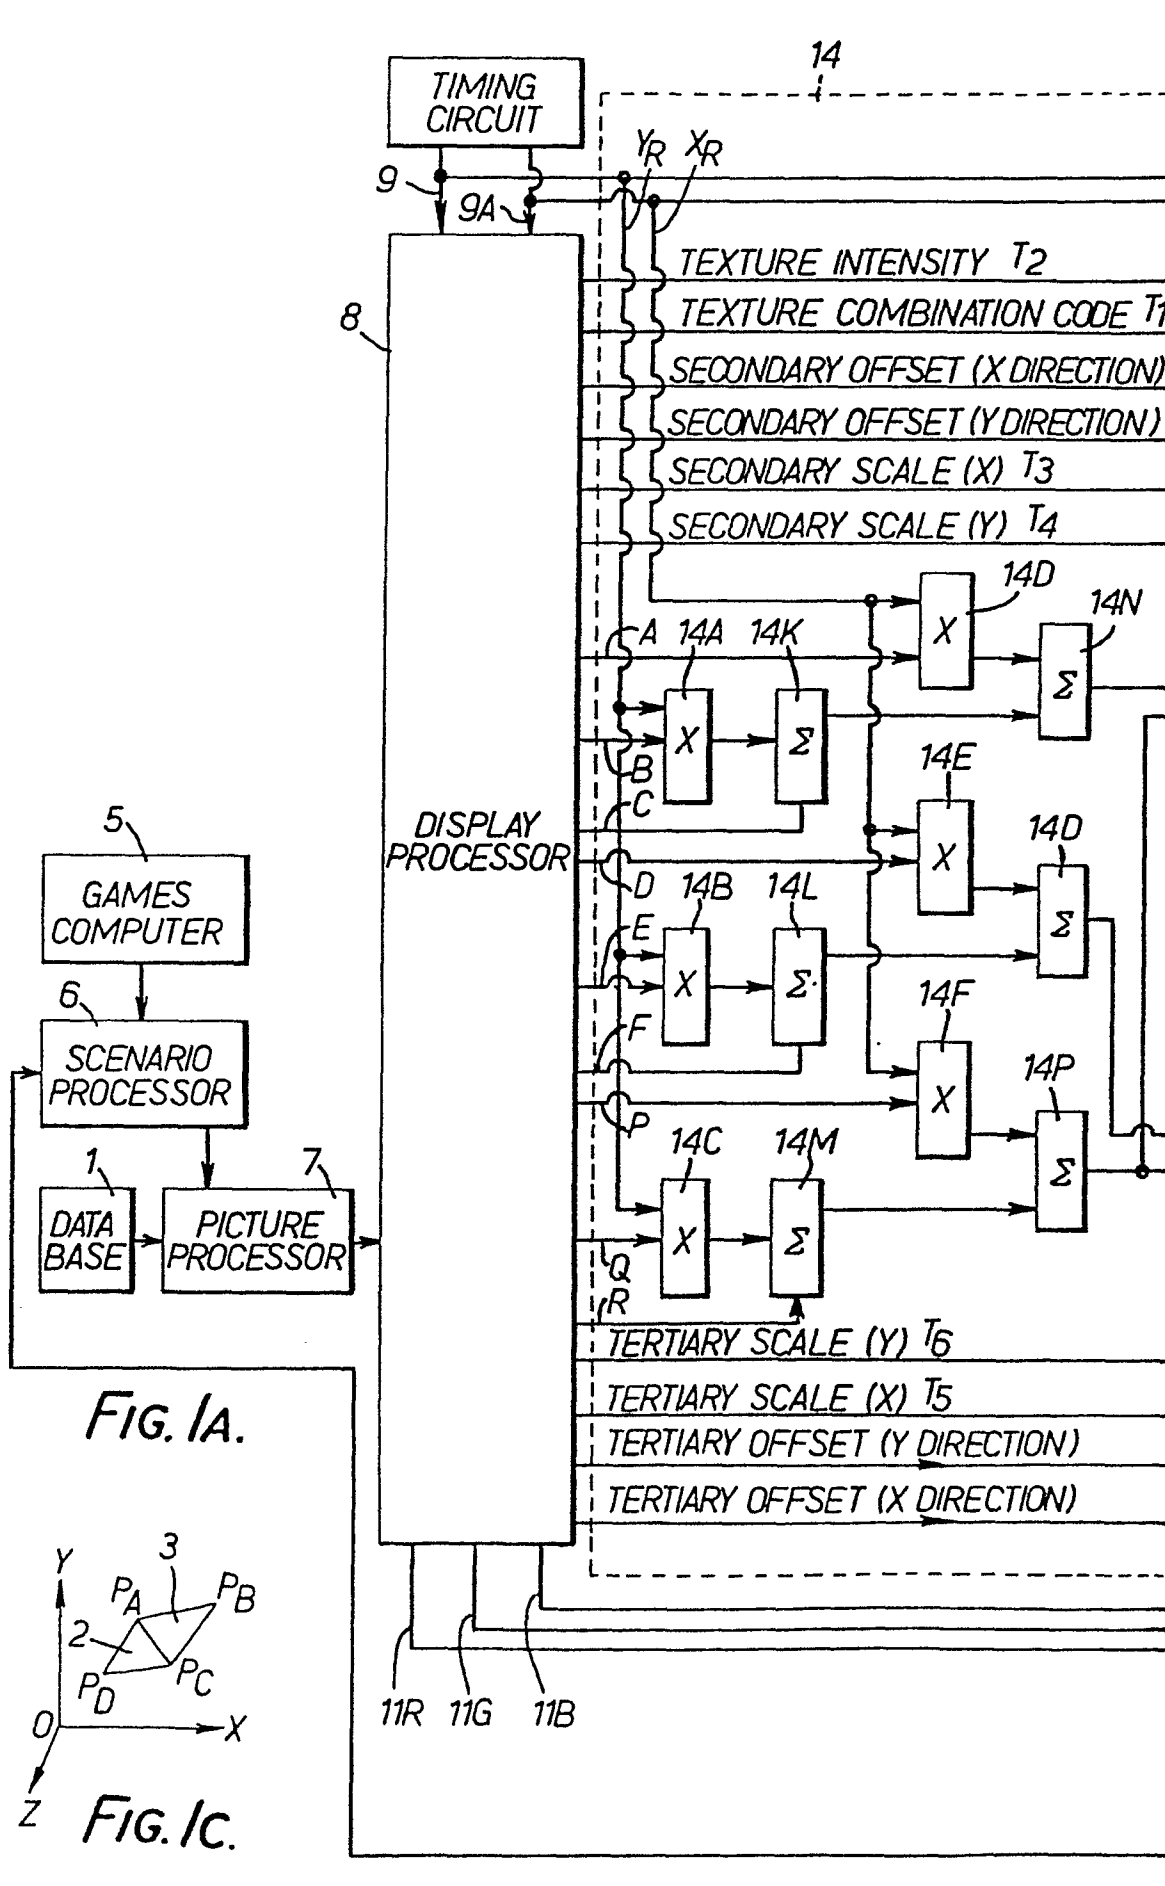 14
TIMING
CIRCUIT
YR XR
9
9A
TEXTURE INTENSITY T2
8
TEXTURE COMBINATION CODE T1
SECONDARY OFFSET (X DIRECTION)
SECONDARY OFFSET (Y DIRECTION)
SECONDARY SCALE (X) T3
SECONDARY SCALE (Y) T4
14D
14N
A 14A 14K
X
Σ
X Σ
B
14E
C
5
DISPLAY
PROCESSOR
14D
X
D 14B 14L
GAMES
COMPUTER
E
Σ
X Σ
6
14F
F
SCENARIO
PROCESSOR
14P
X
P
14C 14M
1 7
Σ
DATA
BASE
PICTURE
PROCESSOR
X Σ
Q
R
TERTIARY SCALE (Y) T6
TERTIARY SCALE (X) T5
FIG. 1A.
TERTIARY OFFSET (Y DIRECTION)
TERTIARY OFFSET (X DIRECTION)
Y 3
PA PB
2
PD PC
O X
11R 11G 11B
Z
FIG. 1C.